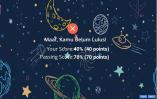 Maaf, Kamu Belum Lulus!
Your Score: 40% (40 points)
Passing Score: 70% (70 points)